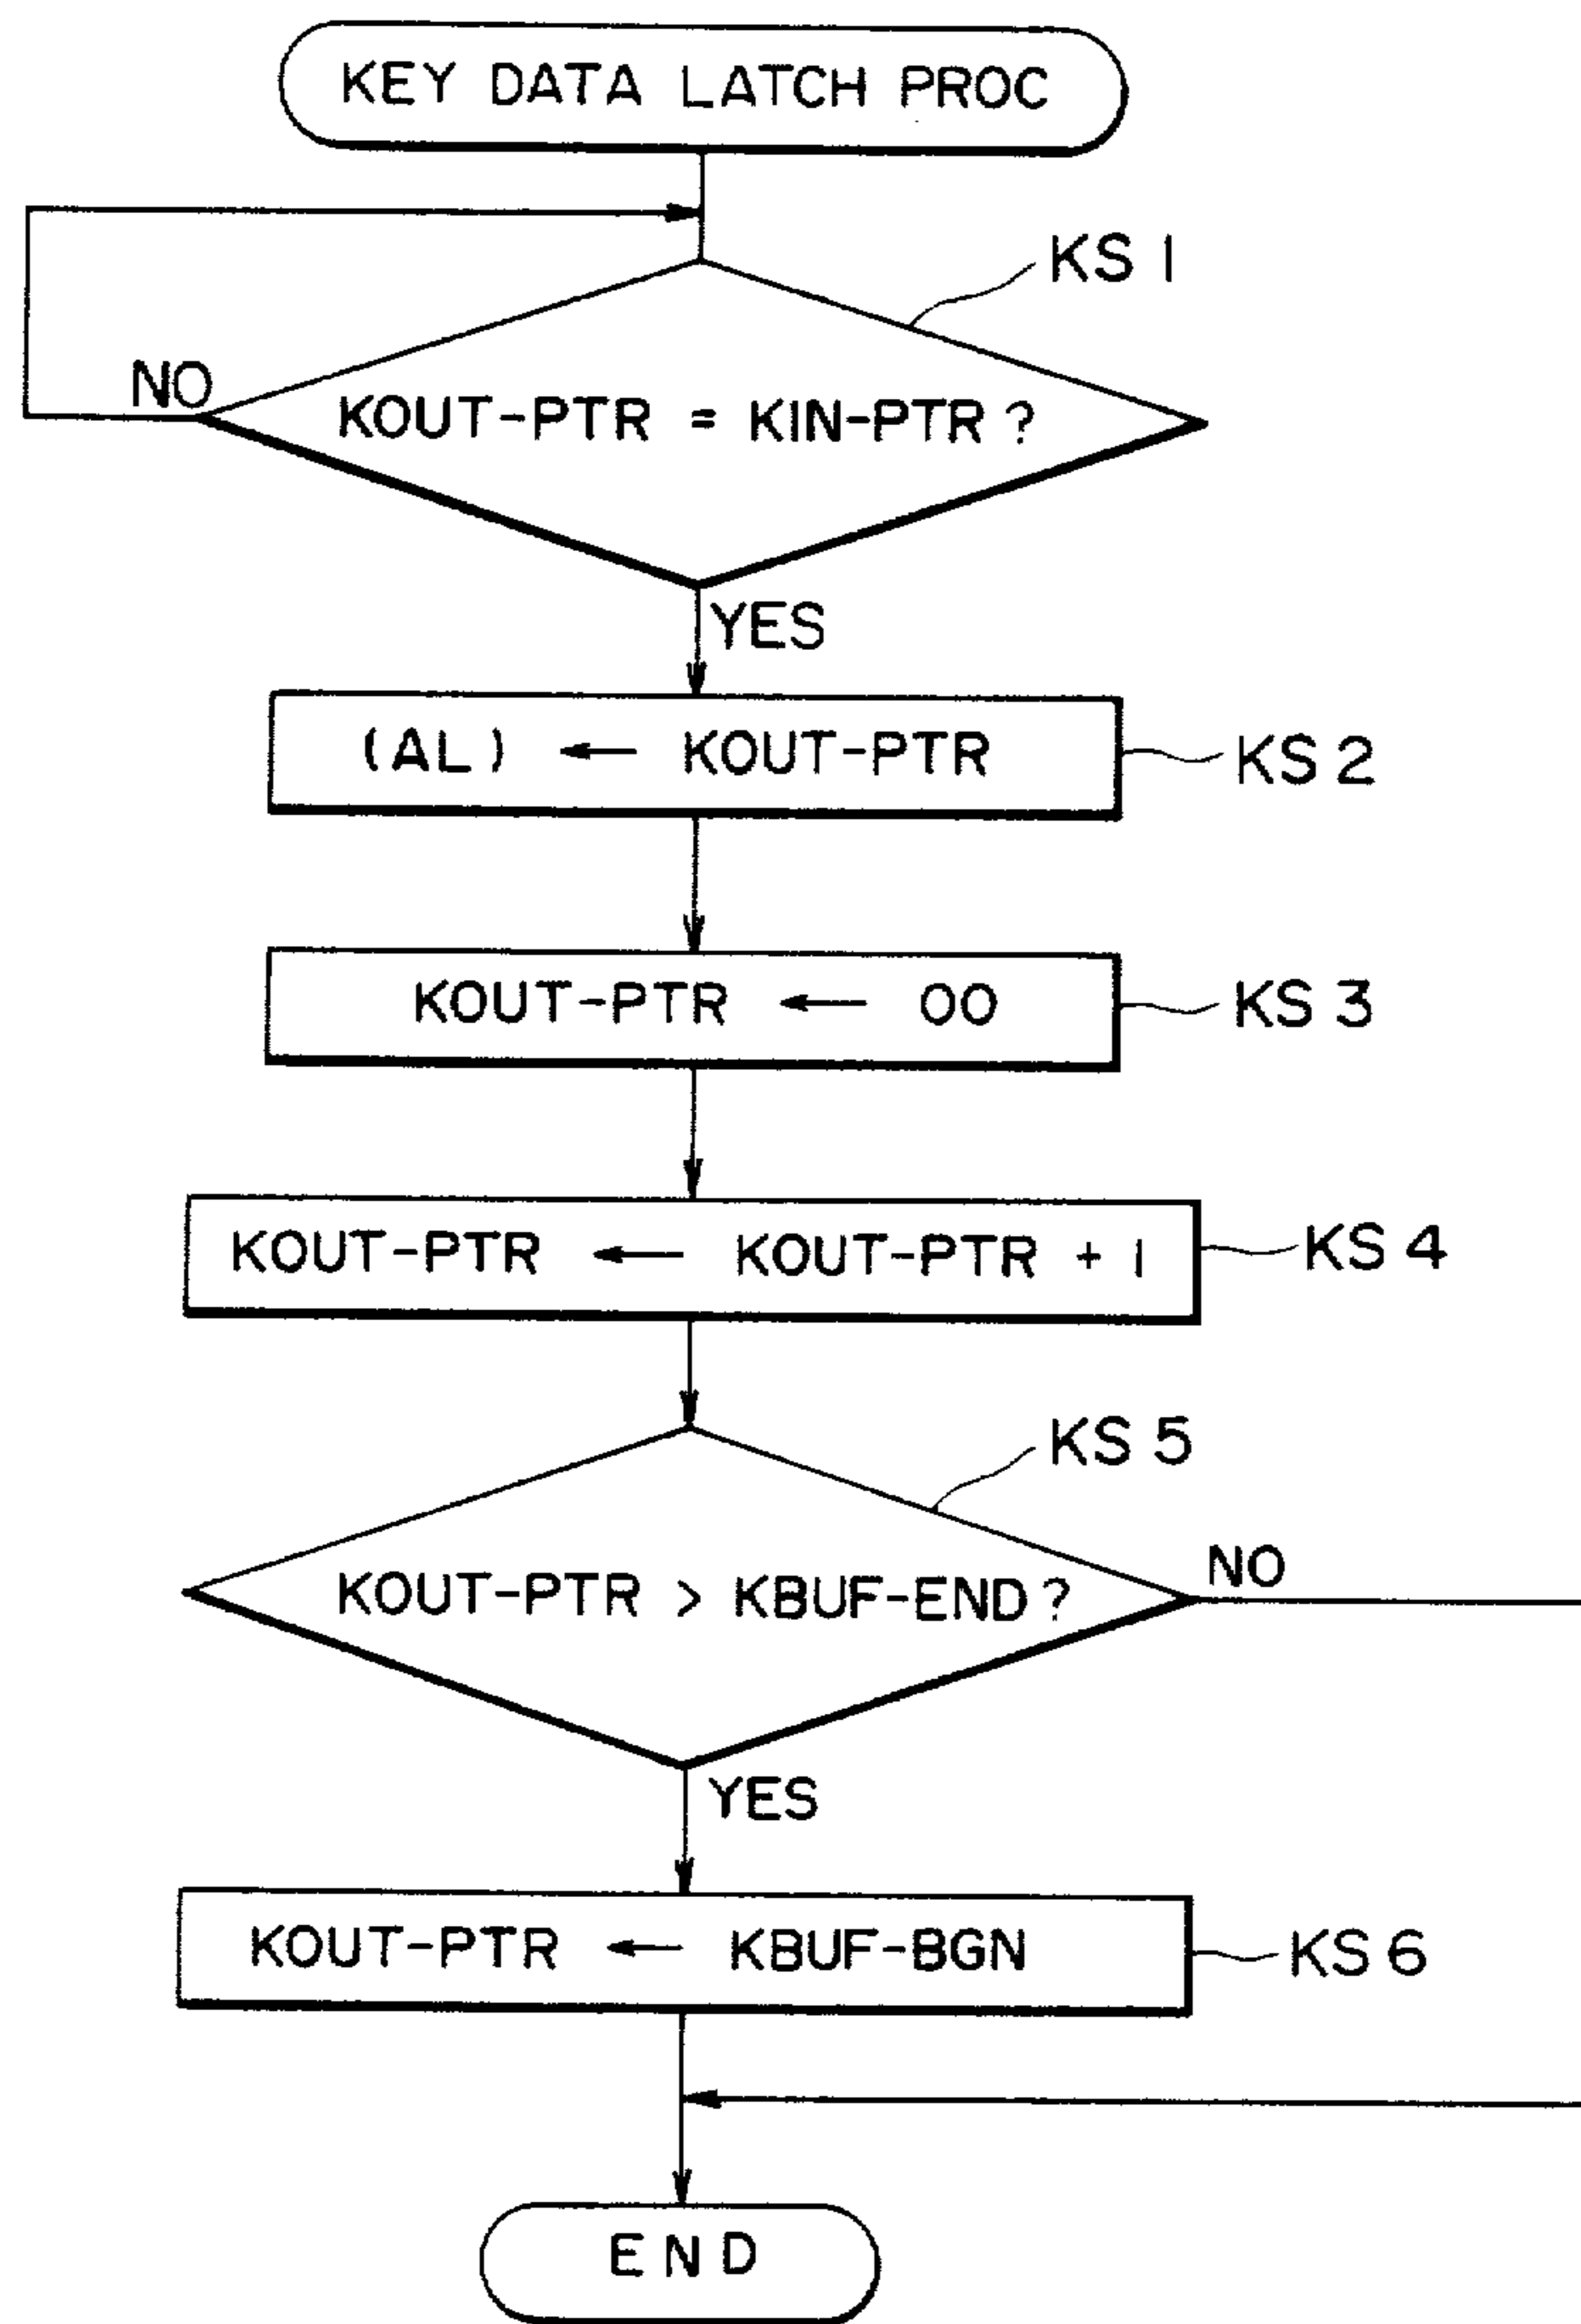 KEY DATA LATCH PROC
KS 1
NO
KOUT-PTR = KIN-PTR ?
YES
(AL) ← KOUT-PTR
KS 2
KOUT-PTR ← 00
KS 3
KOUT-PTR ← KOUT-PTR + 1
KS 4
KS 5
NO
KOUT-PTR > KBUF-END ?
YES
KOUT-PTR ← KBUF-BGN
KS 6
END